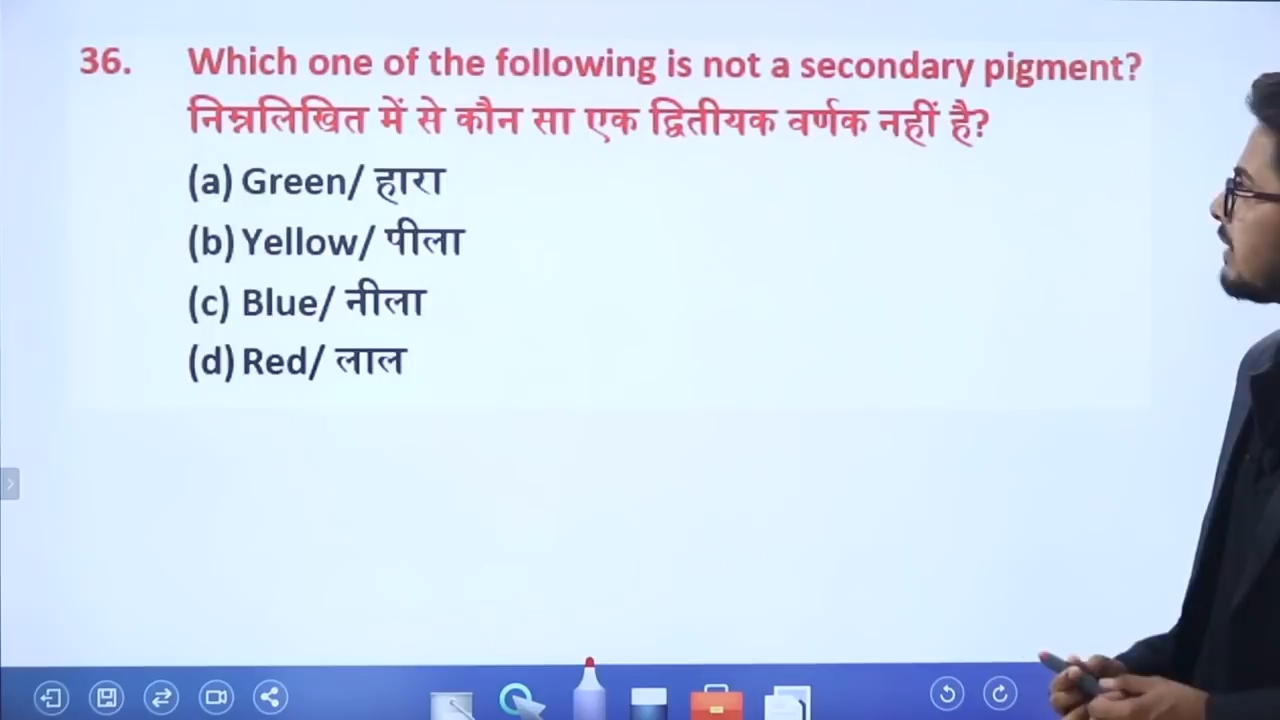 36. Which one of the following is not a secondary pigment?
निम्नलिखित में से कौन सा एक द्वितीयक वर्णक नहीं है?
(a) Green/ हारा
(b) Yellow/ पीला
(c) Blue/ नीला
(d) Red/ लाल